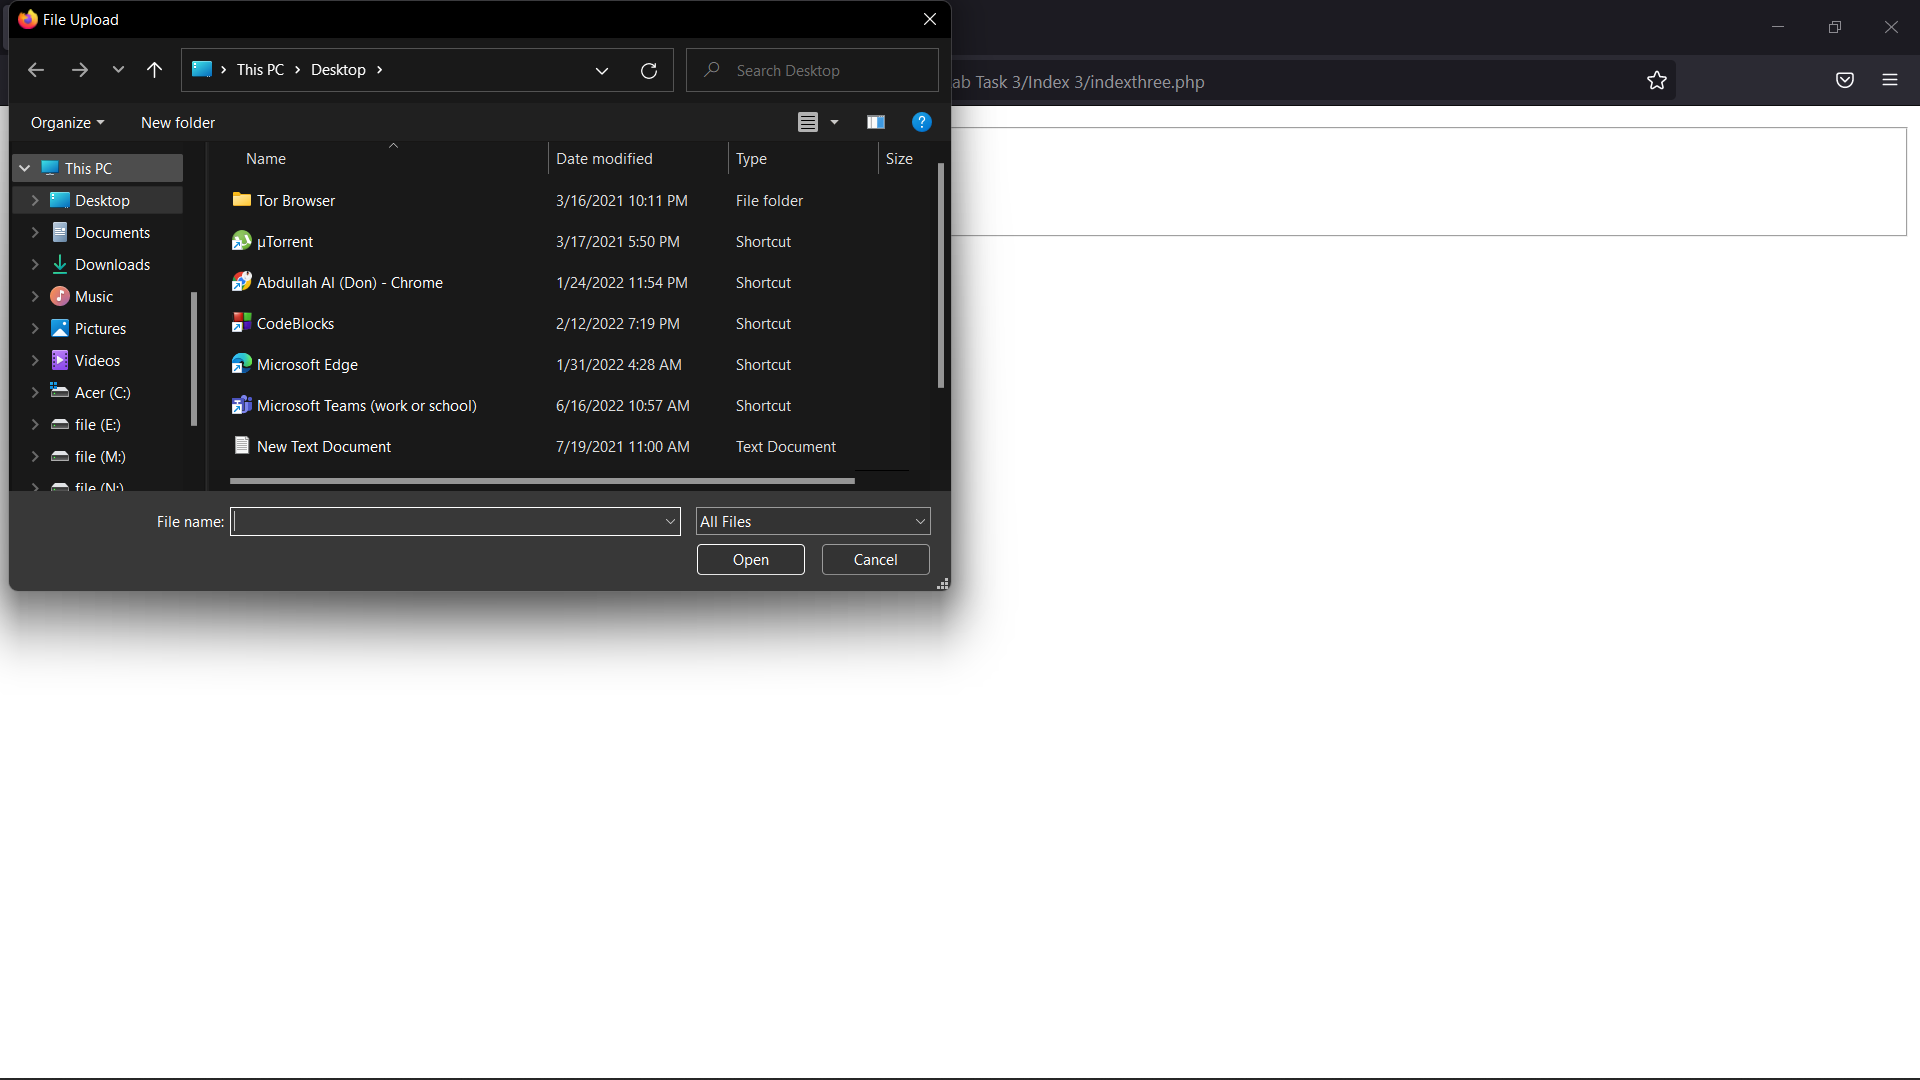 File Upload
This PC > Desktop >
Search Desktop
ab Task 3/Index 3/indexthree.php
Organize
New folder
Name
Date modified
Type
Size
This PC
Desktop
Documents
Downloads
Music
Pictures
Videos
Acer (C:)
file (E:)
file (M:)
file (N:)
Tor Browser 3/16/2021 10:11 PM File folder
µTorrent 3/17/2021 5:50 PM Shortcut
Abdullah Al (Don) - Chrome 1/24/2022 11:54 PM Shortcut
CodeBlocks 2/12/2022 7:19 PM Shortcut
Microsoft Edge 1/31/2022 4:28 AM Shortcut
Microsoft Teams (work or school) 6/16/2022 10:57 AM Shortcut
New Text Document 7/19/2021 11:00 AM Text Document
File name:
All Files
Open
Cancel